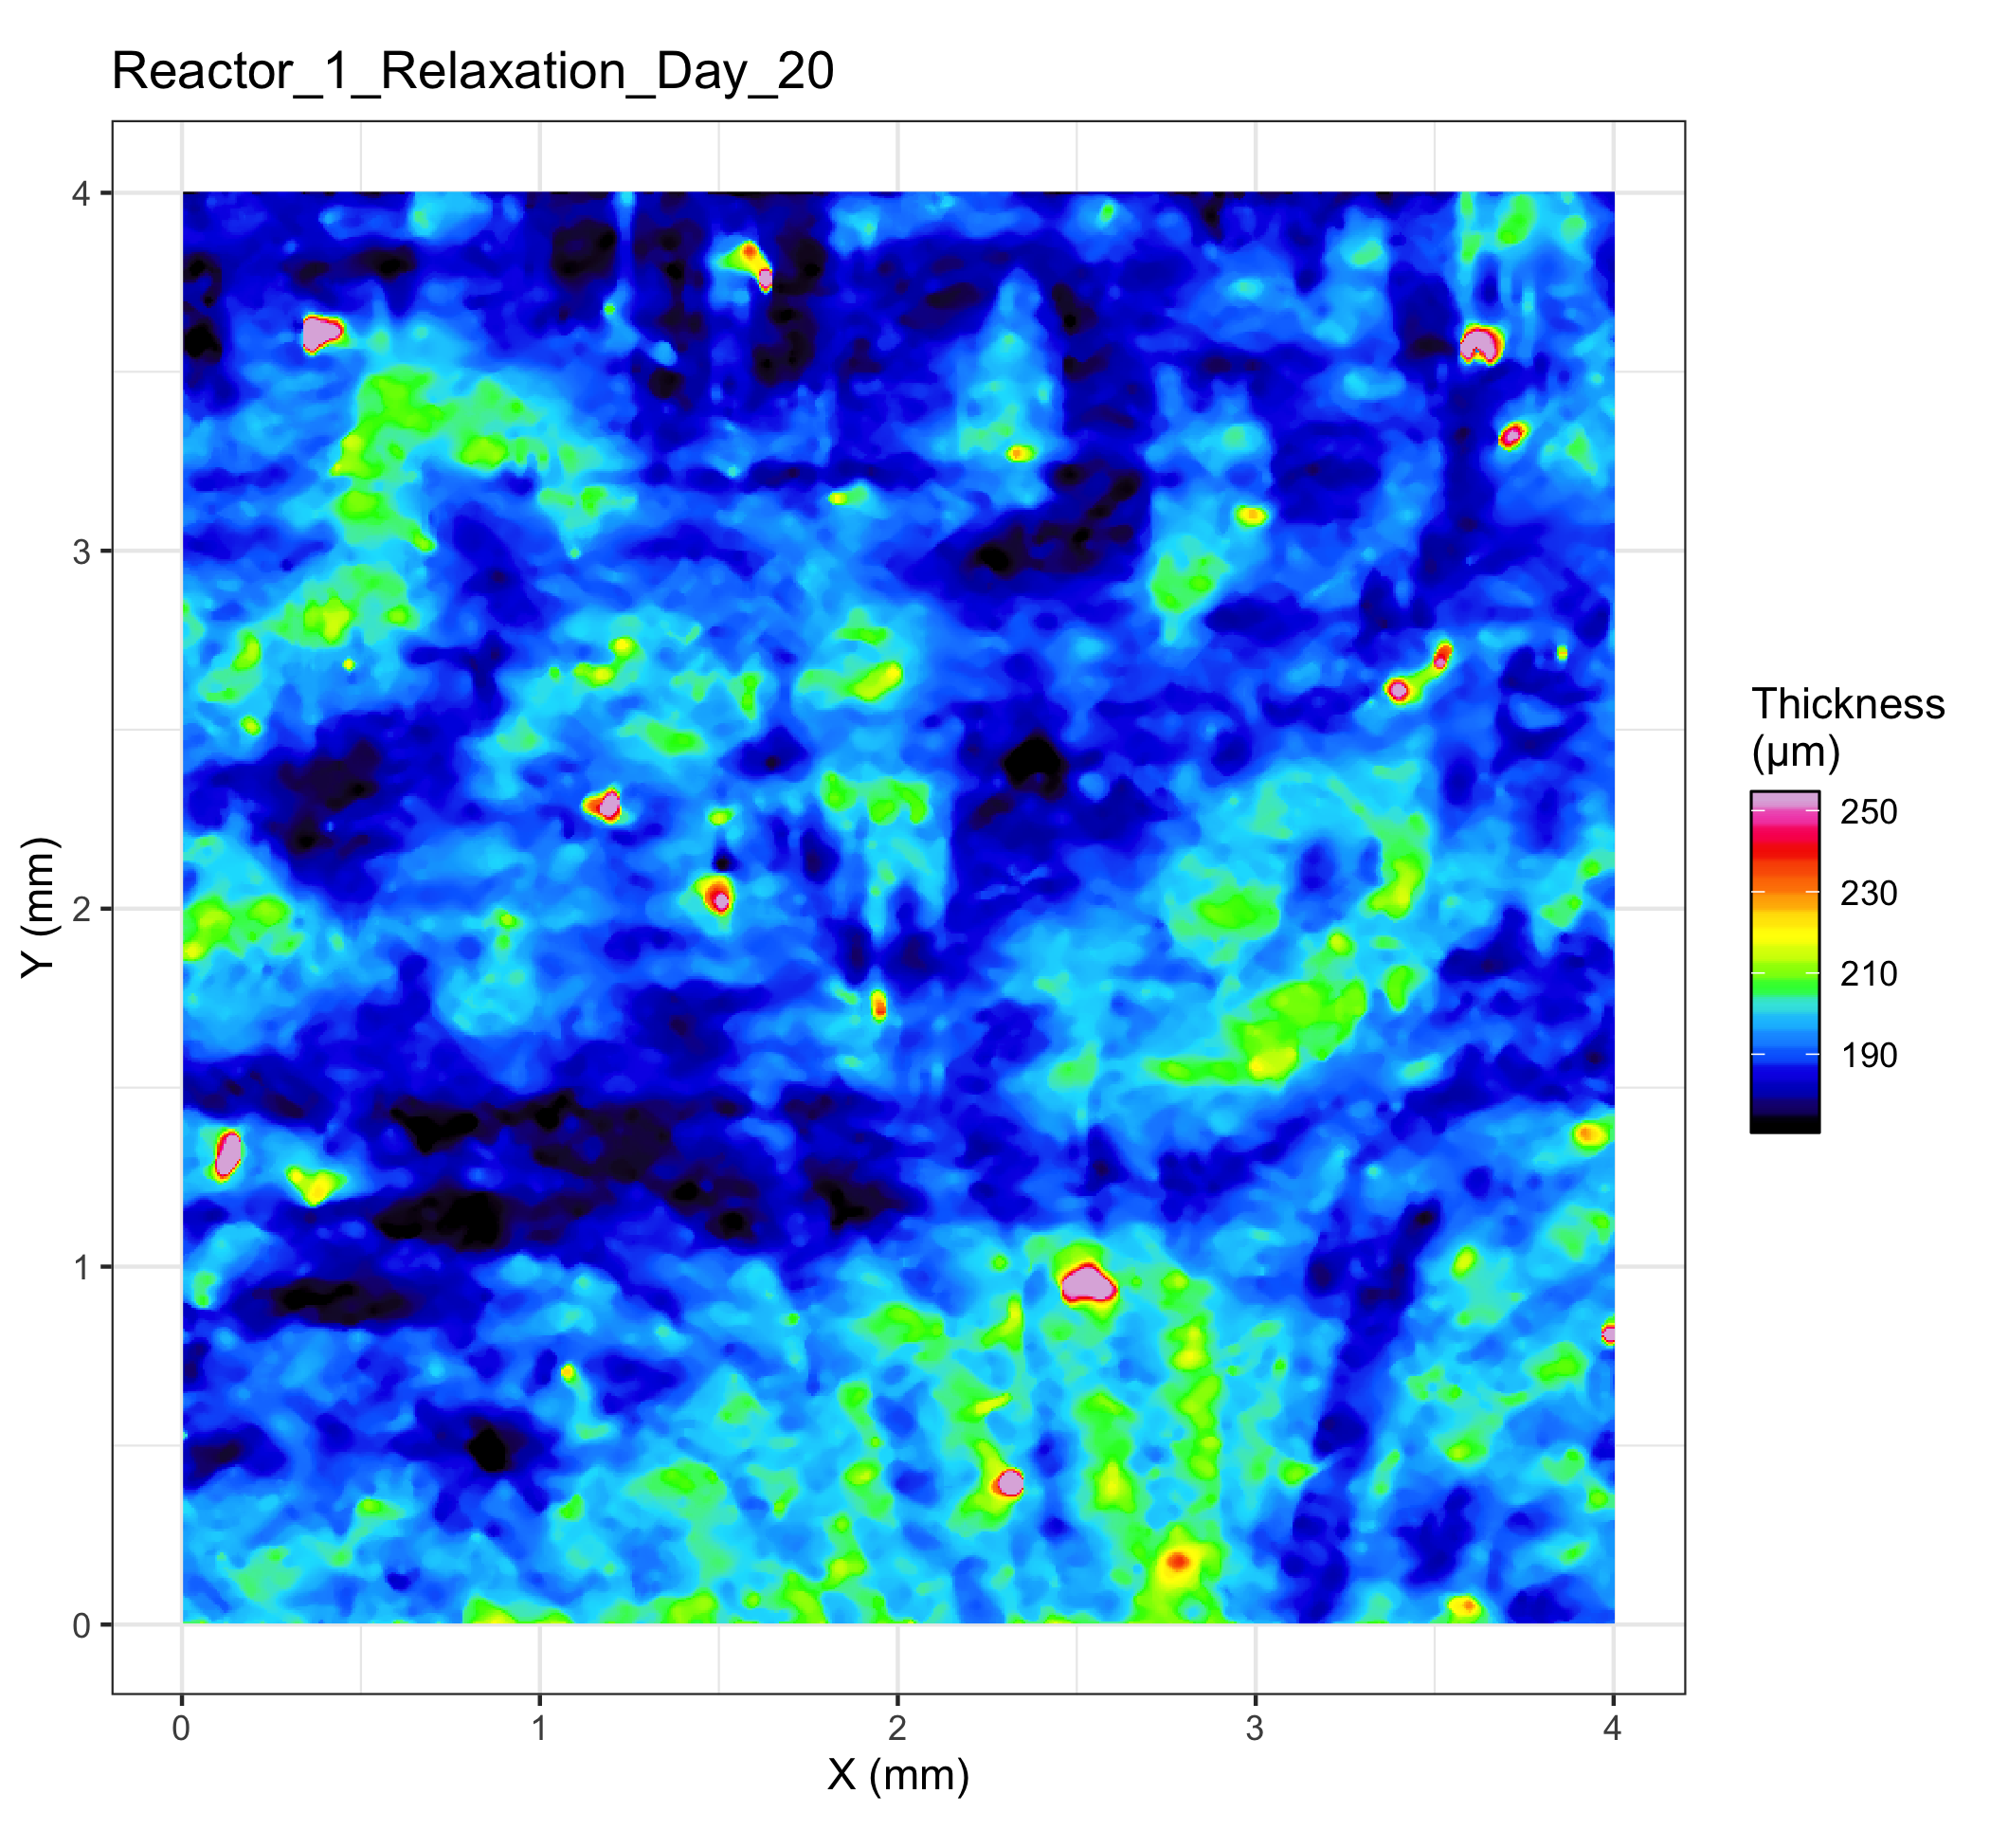 Reactor_1_Relaxation_Day_20
4
3
2
1
0
Y (mm)
0 1 2 3 4
X (mm)
Thickness
(µm)
250
230
210
190